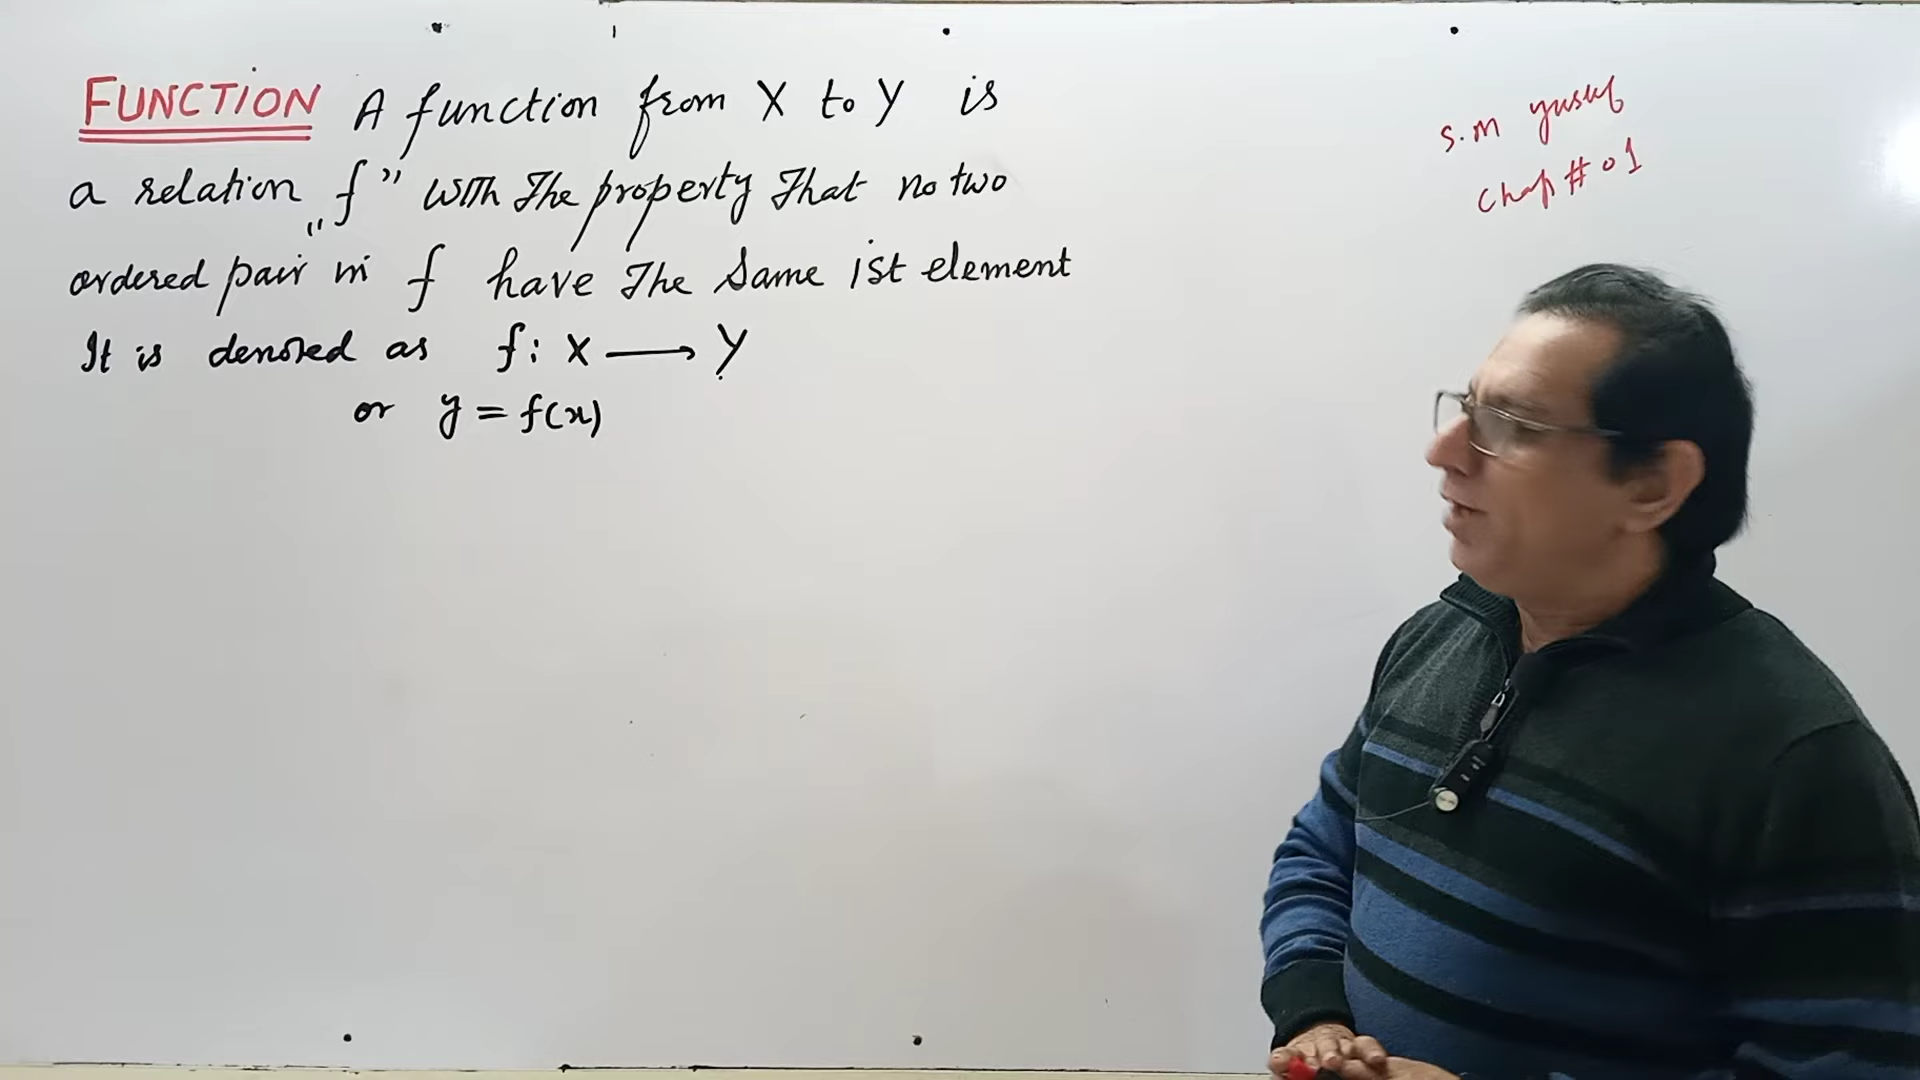 FUNCTION A function from X to Y is
a relation „f” with the property that no two
ordered pair in f have the same 1st element
It is denoted as f: X ⟶ Y
or y = f(x)
S.M Yusuf
Chap # 01